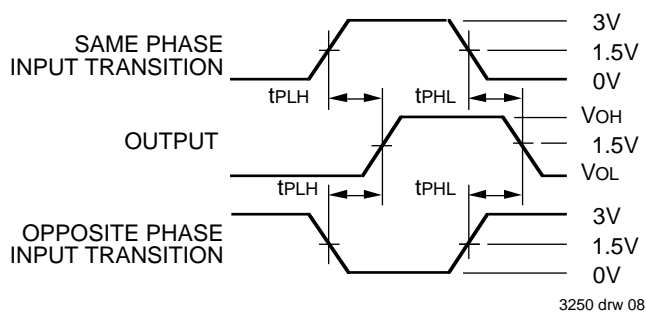 SAME PHASE
INPUT TRANSITION
3V
1.5V
0V
tPLH
tPHL
OUTPUT
VOH
1.5V
VOL
tPLH
tPHL
OPPOSITE PHASE
INPUT TRANSITION
3V
1.5V
0V
3250 drw 08